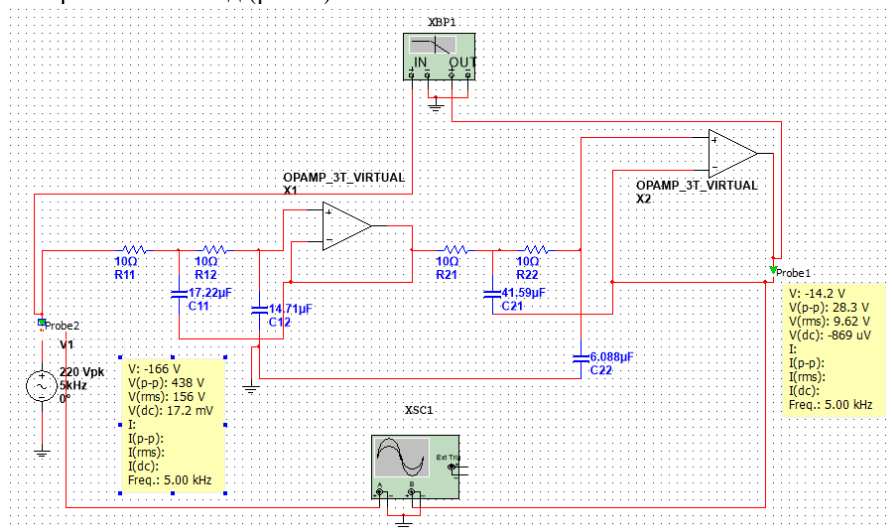 XBP1
IN OUT
OPAMP_3T_VIRTUAL
X1
OPAMP_3T_VIRTUAL
X2
10Ω
R11
10Ω
R12
10Ω
R21
10Ω
R22
17.22µF
C11
14.71µF
C12
41.59µF
C21
6.088µF
C22
Probe1
V: -14.2 V
V(p-p): 28.3 V
V(rms): 9.62 V
V(dc): -869 uV
I:
I(p-p):
I(rms):
I(dc):
Freq.: 5.00 kHz
Probe2
V1
220 Vpk
5kHz
0°
V: -166 V
V(p-p): 438 V
V(rms): 156 V
V(dc): 17.2 mV
I:
I(p-p):
I(rms):
I(dc):
Freq.: 5.00 kHz
XSC1
Ext Trig
A B